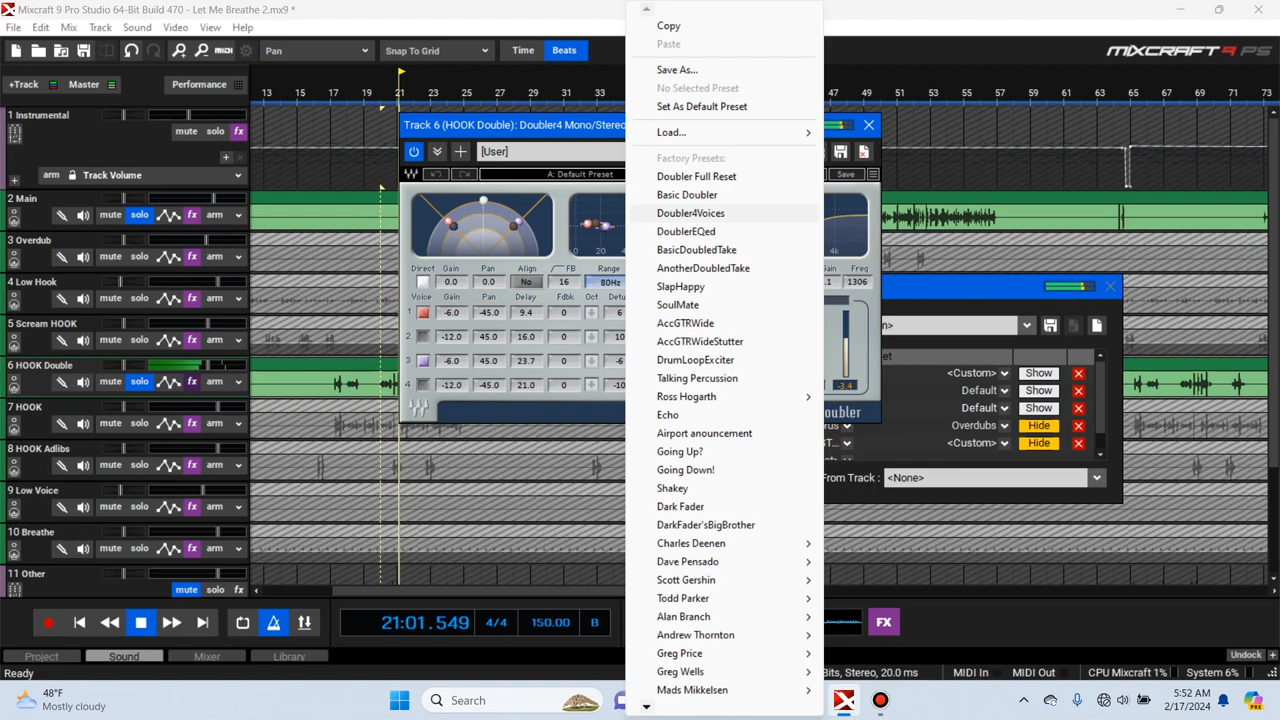 Mixcraft 9 Pro Studio 64-Bit Build 470 - Let Me Breathe 2.mx9 *
File Edit Mix Track Sound Video View Help
Pan Snap To Grid Time Beats MIXCRAFT 9 PS
+Track Master Performance
13 15 17 19 21 23 25 27 29 31 33 47 49 51 53 55 57 59 61 63 65 67 69 71 73
1 Instrumental
mute solo fx
arm Track Volume
2 Main
mute solo fx arm
3 Overdub
mute solo fx arm
4 Low Hook
mute solo fx arm
5 Scream HOOK
mute solo fx arm
6 HOOK Double
mute solo fx arm
7 HOOK
mute solo fx arm
8 HOOK Adlibs
mute solo fx arm
9 Low Voice
mute solo fx arm
10 Breathe
mute solo fx arm
11 Other
mute solo fx
Track 6 (HOOK Double): Doubler4 Mono/Stereo
[User]
A: Default Preset
Save
0 20
4k
Direct Gain Pan Align FB Range
0.0 0.0 No 16 80Hz
Voice Gain Pan Delay Fdbk Oct Detu
1 -6.0 -45.0 9.4 0 6
2 -12.0 45.0 16.0 0
3 -6.0 45.0 23.7 0 -6
4 -12.0 -45.0 21.0 0 -10
ain Freq
.1 1306
-3.4
oubler
Copy
Paste
Save As...
No Selected Preset
Set As Default Preset
Load...
Factory Presets:
Doubler Full Reset
Basic Doubler
Doubler4Voices
DoublerEQed
BasicDoubledTake
AnotherDoubledTake
SlapHappy
SoulMate
AccGTRWide
AccGTRWideStutter
DrumLoopExciter
Talking Percussion
Ross Hogarth
Echo
Airport anouncement
Going Up?
Going Down!
Shakey
Dark Fader
DarkFader'sBigBrother
Charles Deenen
Dave Pensado
Scott Gershin
Todd Parker
Alan Branch
Andrew Thornton
Greg Price
Greg Wells
Mads Mikkelsen
n>
et
<Custom> Show
Default Show
Default Show
rus Overdubs Hide
GT... <Custom> Hide
From Track : <None>
21:01.549 4/4 150.00 B
FX
Project Sound Mixer Library
Undock
Ready
Bits, Stereo, 20.0 ms MIDI In MIDI Out CPU Mixcraft 1% System 6%
48°F
Mostly cloudy
Search
PRE
5:52 AM
2/17/2024